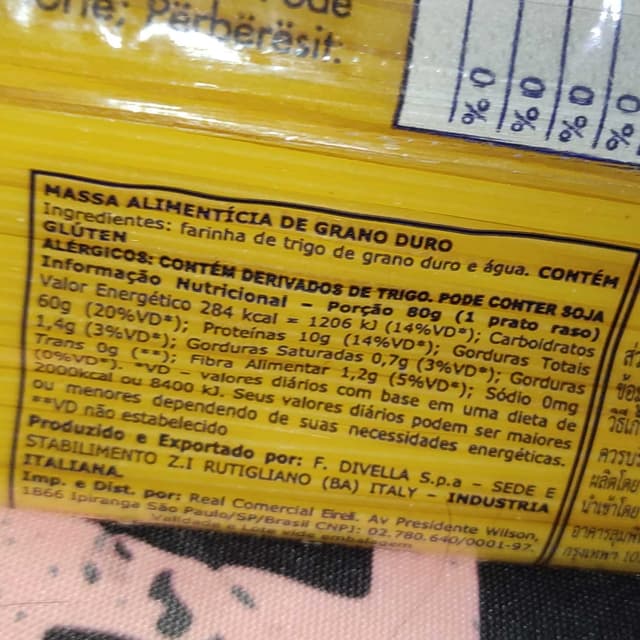 Përbërësit:
% 0
% 0
% 0
% 0
MASSA ALIMENTÍCIA DE GRANO DURO
Ingredientes: farinha de trigo de grano duro e água. CONTÉM
GLÚTEN
ALÉRGICOS: CONTÉM DERIVADOS DE TRIGO. PODE CONTER SOJA
Informação Nutricional – Porção 80g (1 prato raso)
Valor Energético 284 kcal = 1206 kJ (14%VD*); Carboidratos
60g (20%VD*); Proteínas 10g (14%VD*); Gorduras Totais
1,4g (3%VD*); Gorduras Saturadas 0,7g (3%VD*); Gorduras
Trans 0g (**); Fibra Alimentar 1,2g (5%VD*); Sódio 0mg
(0%VD*). *VD – valores diários com base em uma dieta de
2000kcal ou 8400 kJ. Seus valores diários podem ser maiores
ou menores dependendo de suas necessidades energéticas.
**VD não estabelecido
Produzido e Exportado por: F. DIVELLA S.p.a – SEDE E
STABILIMENTO Z.I RUTIGLIANO (BA) ITALY – INDUSTRIA
ITALIANA.
Imp. e Dist. por: Real Comercial Eireli. Av Presidente Wilson,
1866 Ipiranga São Paulo/SP/Brasil CNPJ: 02.780.640/0001-97.
Validade